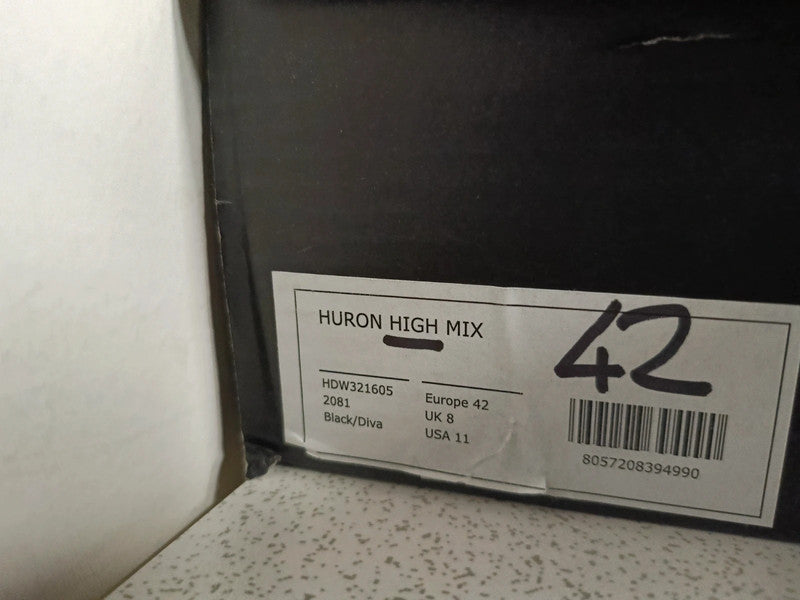 HURON HIGH MIX
42
HDW321605
2081
Black/Diva
Europe 42
UK 8
USA 11
8057208394990